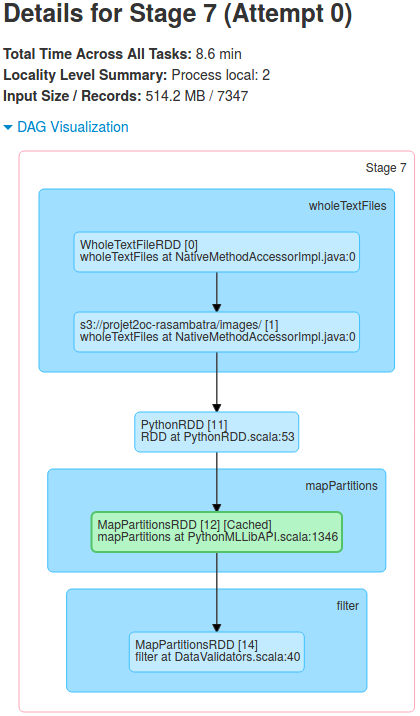 Details for Stage 7 (Attempt 0)
Total Time Across All Tasks: 8.6 min
Locality Level Summary: Process local: 2
Input Size / Records: 514.2 MB / 7347
DAG Visualization
Stage 7
wholeTextFiles
WholeTextFileRDD [0]
wholeTextFiles at NativeMethodAccessorImpl.java:0
s3://projet2oc-rasambatra/images/ [1]
wholeTextFiles at NativeMethodAccessorImpl.java:0
PythonRDD [11]
RDD at PythonRDD.scala:53
mapPartitions
MapPartitionsRDD [12] [Cached]
mapPartitions at PythonMLLibAPI.scala:1346
filter
MapPartitionsRDD [14]
filter at DataValidators.scala:40